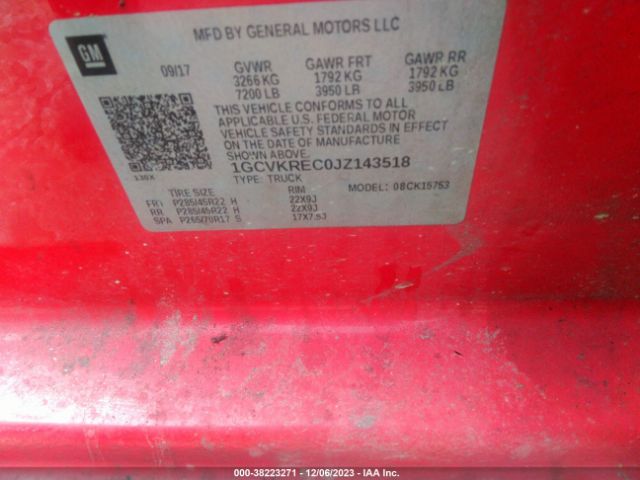 GM
MFD BY GENERAL MOTORS LLC
09/17 GVWR GAWR FRT GAWR RR
3266 KG 1792 KG 1792 KG
7200 LB 3950 LB 3950 LB
THIS VEHICLE CONFORMS TO ALL
APPLICABLE U.S. FEDERAL MOTOR
VEHICLE SAFETY STANDARDS IN EFFECT
ON THE DATE OF MANUFACTURE
SHOWN ABOVE.
1GCVKREC0JZ143518
130X TYPE: TRUCK MODEL: 08CK15753
TIRE SIZE RIM
FRT P285/45R22 H 22X9J
RR P285/45R22 H 22X9J
SPA P265/70R17 S 17X7.5J
000-38223271 - 12/06/2023 - IAA Inc.